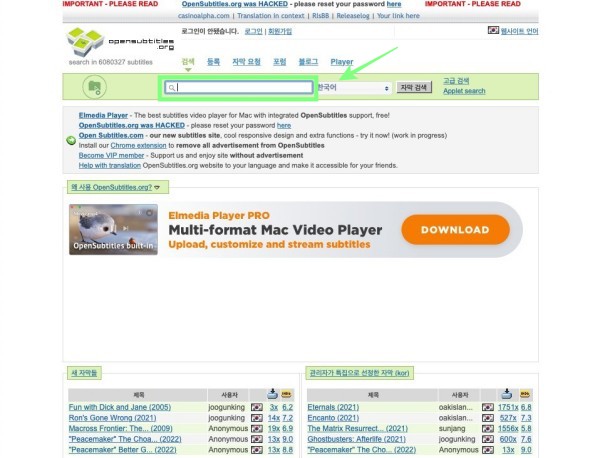 IMPORTANT - PLEASE READ OpenSubtitles.org was HACKED - please reset your password here IMPORTANT - PLEASE READ
casinoalpha.com | Translation in context | RisBB | Releaselog | Your link here
opensubtitles.org
로그인이 안됐습니다. 로그인 | 회원가입
웹사이트 언어
search in 6080327 subtitles
검색 등록 자막 요청 포럼 블로그 Player
한국어 자막 검색
고급 검색
Applet search
Elmedia Player - The best subtitles video player for Mac with integrated OpenSubtitles support, free!
OpenSubtitles.org was HACKED - please reset your password here
Open Subtitles.com - our new subtitles site, cool responsive design and extra functions - try it now! (work in progress)
Install our Chrome extension to remove all advertisement from OpenSubtitles
Become VIP member - Support us and enjoy site without advertisement
Help with translation OpenSubtitles.org website to your language and make it accessible for your friends.
왜 사용 OpenSubtitles.org?
OpenSubtitles built-in
Elmedia Player PRO
Multi-format Mac Video Player
Upload, customize and stream subtitles
DOWNLOAD
새 자막들
제목 사용자
Fun with Dick and Jane (2005) joogunking 3x 6.2
Ron's Gone Wrong (2021) joogunking 14x 7.2
Macross Frontier: The... (2009) Anonymous 19x 6.9
"Peacemaker" The Choa... (2022) Anonymous 13x 9.0
"Peacemaker" Better G... (2022) Anonymous 13x 8.8
관리자가 특집으로 선정한 자막 (kor)
제목 사용자
Eternals (2021) oakislan... 1751x 6.8
Encanto (2021) oakislan... 527x 7.3
The Matrix Resurrect... (2021) sunjang 1556x 5.8
Ghostbusters: Afterlife (2021) joogunking 600x 7.6
"Peacemaker" The Choa... (2022) Anonymous 13x 9.0